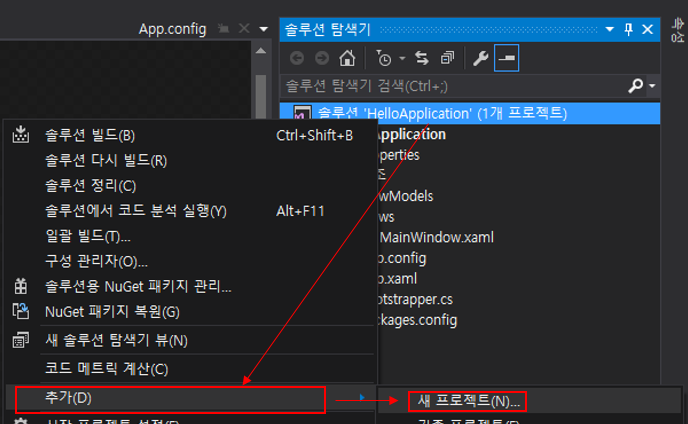 App.config
솔루션 탐색기
속성
솔루션 탐색기 검색(Ctrl+;)
솔루션 'HelloApplication' (1개 프로젝트)
Application
perties
조
wModels
ws
MainWindow.xaml
p.config
p.xaml
otstrapper.cs
ckages.config
솔루션 빌드(B) Ctrl+Shift+B
솔루션 다시 빌드(R)
솔루션 정리(C)
솔루션에서 코드 분석 실행(Y) Alt+F11
일괄 빌드(T)...
구성 관리자(O)...
솔루션용 NuGet 패키지 관리...
NuGet 패키지 복원(G)
새 솔루션 탐색기 뷰(N)
코드 메트릭 계산(C)
추가(D)
새 프로젝트(N)...